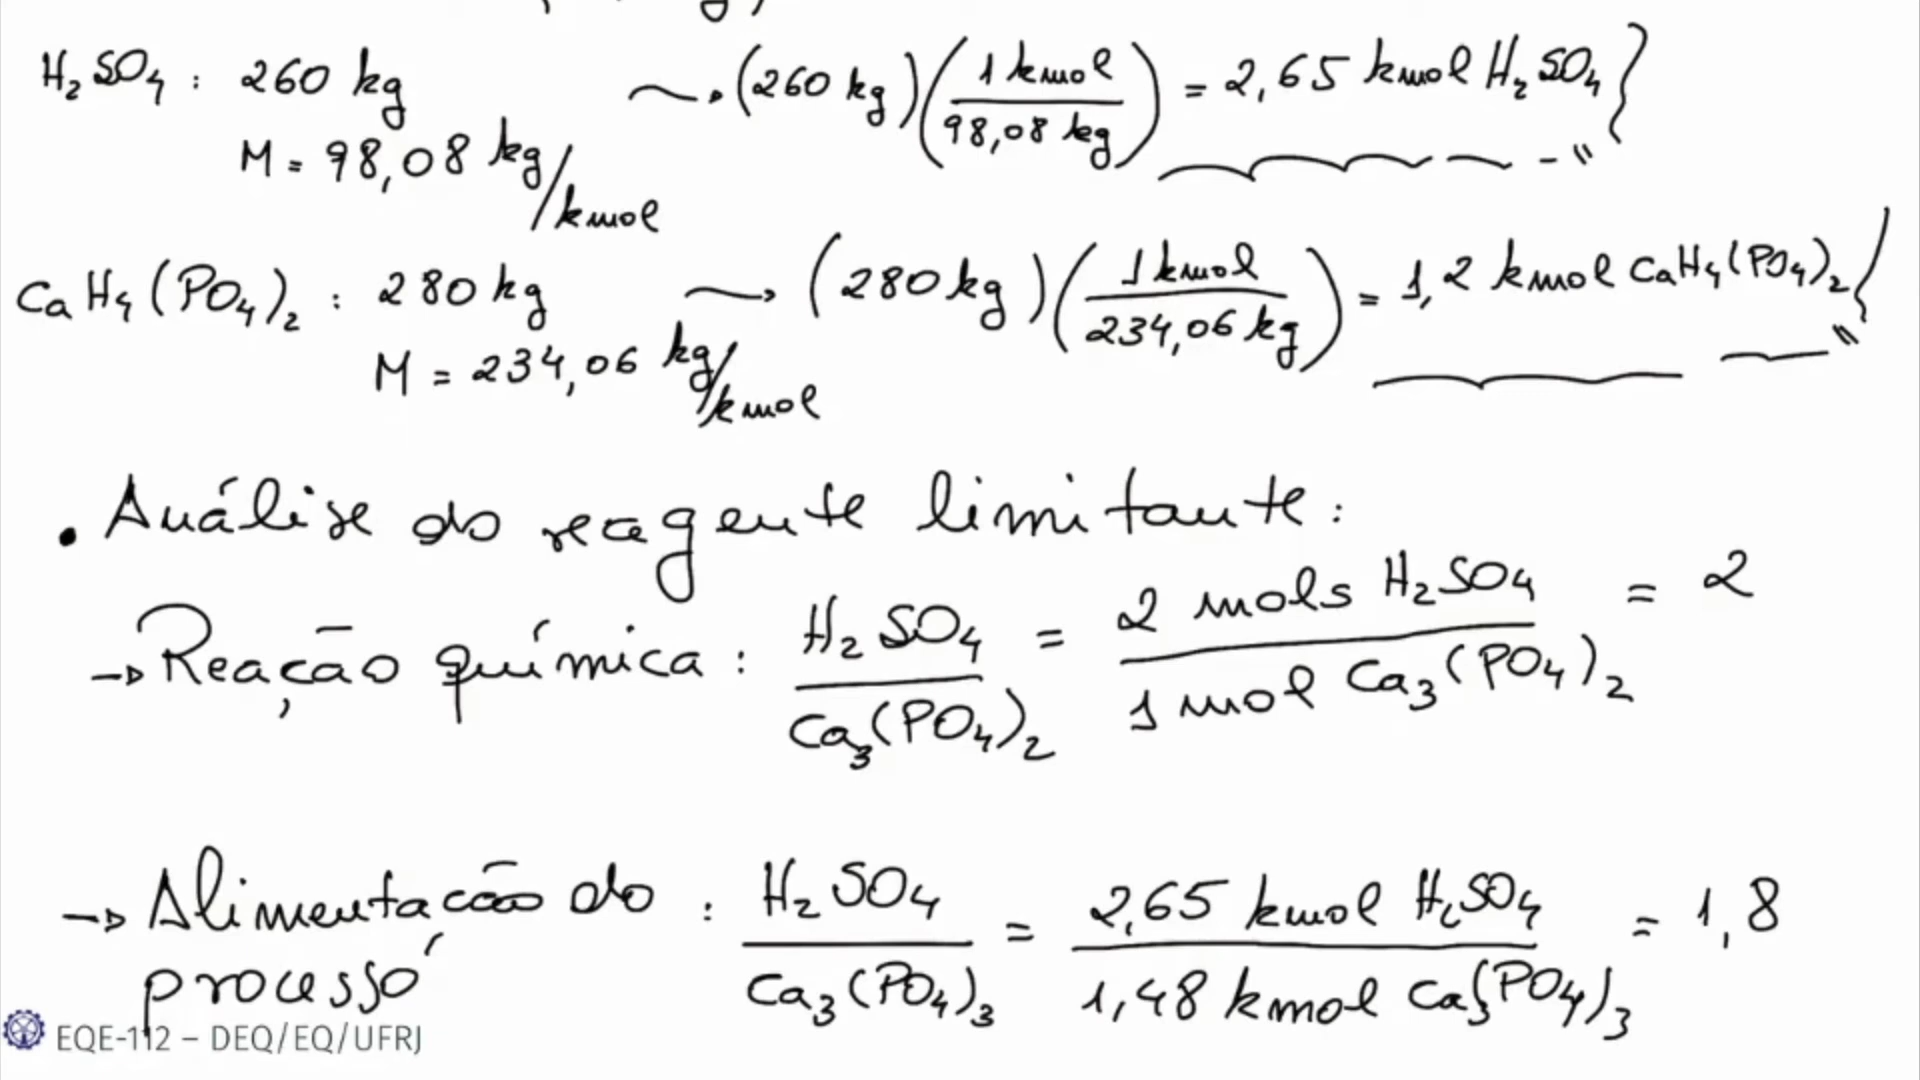 H₂SO₄ : 260 kg ⟿ (260 kg) (1 kmol / 98,08 kg) = 2,65 kmol H₂SO₄ } "
M = 98,08 kg/kmol
CaH₄(PO₄)₂ : 280 kg ⟿ (280 kg) (1 kmol / 234,06 kg) = 1,2 kmol CaH₄(PO₄)₂ } "
M = 234,06 kg/kmol
• Análise do reagente limitante:
→ Reação química : H₂SO₄ / Ca₃(PO₄)₂ = 2 mols H₂SO₄ / 1 mol Ca₃(PO₄)₂ = 2
→ Alimentação do : H₂SO₄ / Ca₃(PO₄)₃ = 2,65 kmol H₂SO₄ / 1,48 kmol Ca₃(PO₄)₃ = 1,8
processo
EQE-112 – DEQ/EQ/UFRJ